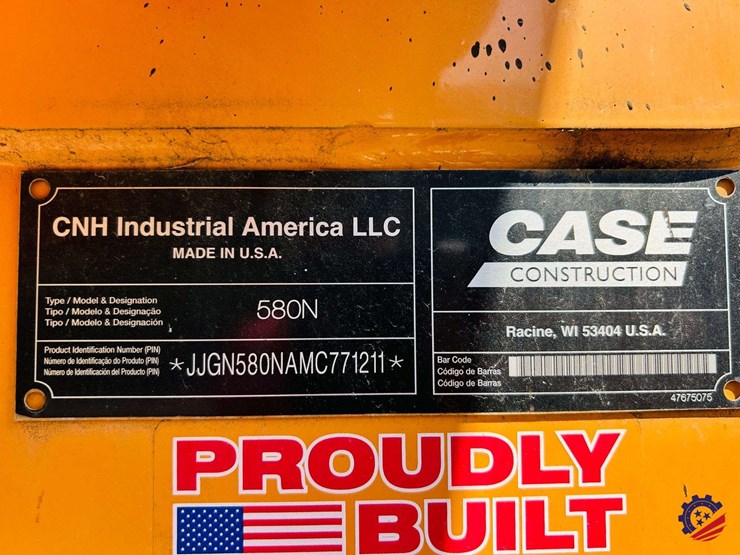 CNH Industrial America LLC
MADE IN U.S.A.
Type / Model & Designation
Tipo / Modelo & Designação
Tipo / Modelo & Designación
580N
Product Identification Number (PIN)
Número de Identificação do Produto (PIN)
Número de Identificación del Producto (PIN)
*JJGN580NAMC771211*
CASE
CONSTRUCTION
Racine, WI 53404 U.S.A.
Bar Code
Código de Barras
Código de Barras
47675075
PROUDLY
BUILT